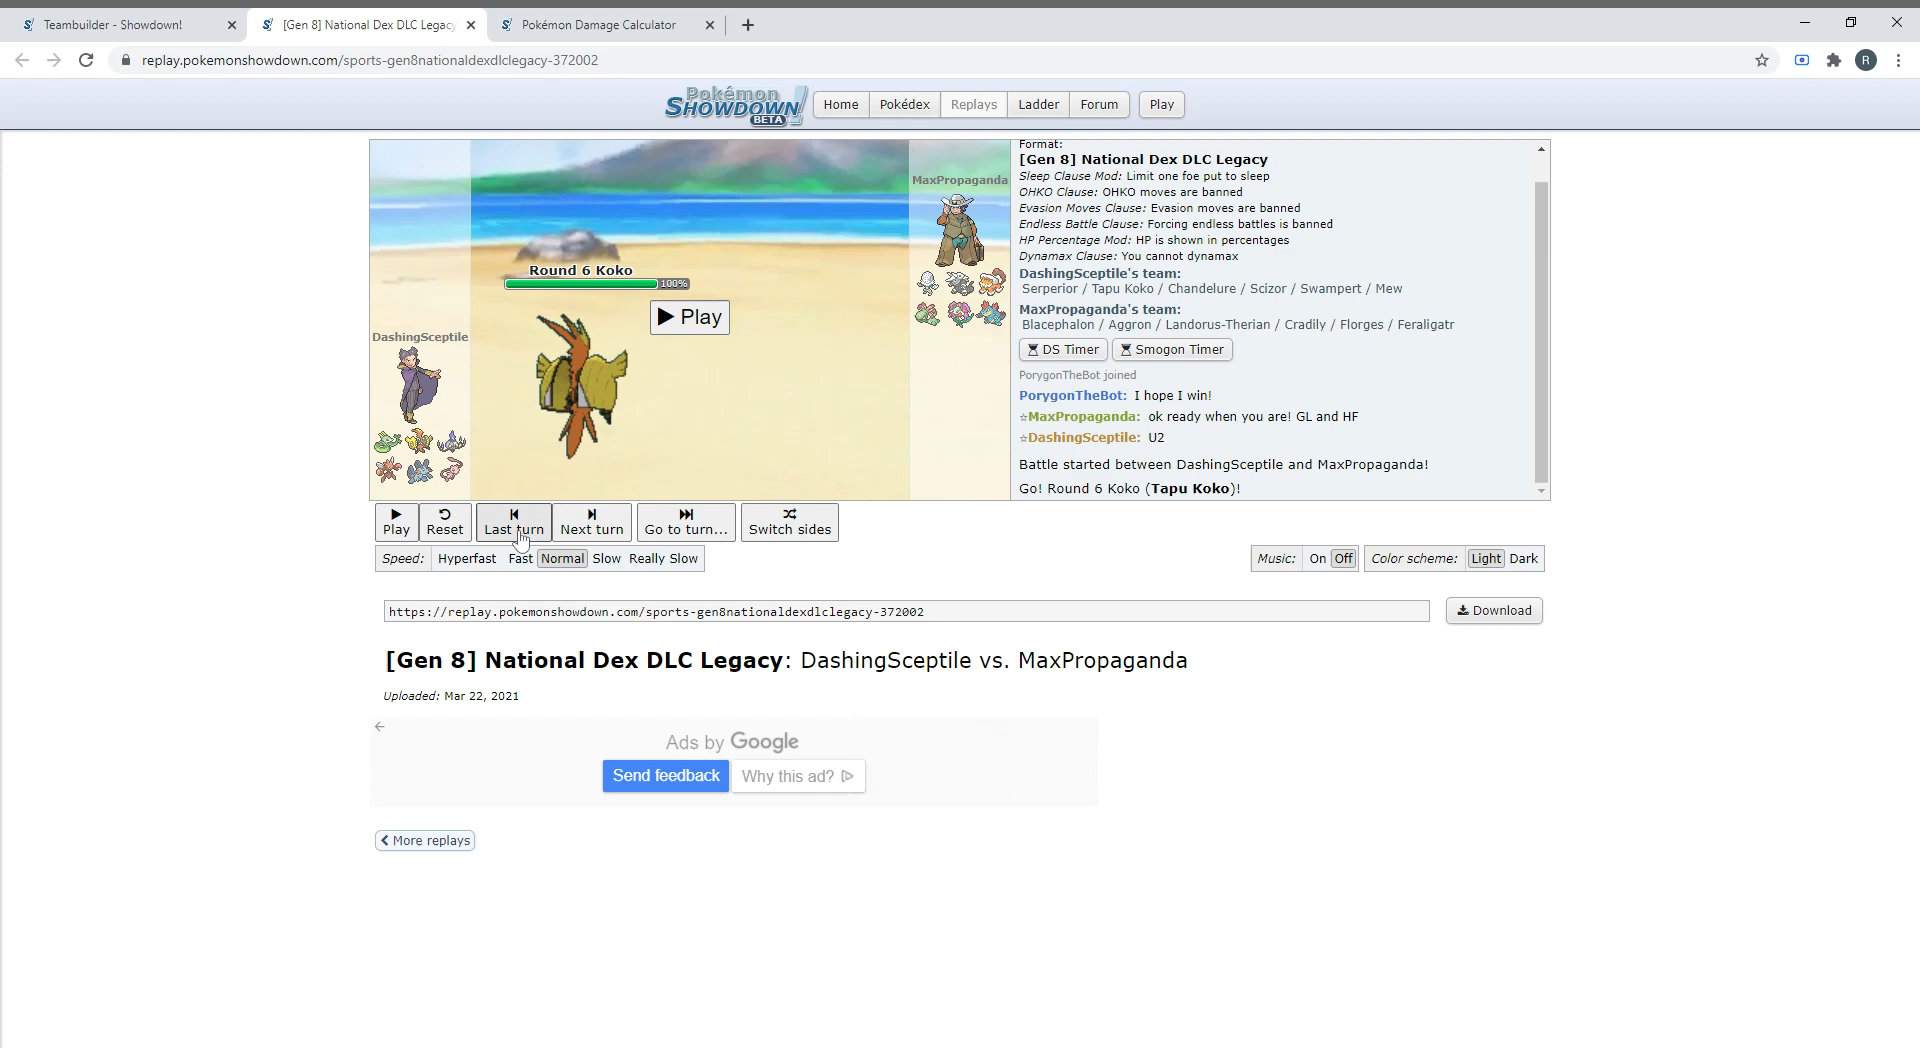 Teambuilder - Showdown!
[Gen 8] National Dex DLC Legacy
Pokémon Damage Calculator
replay.pokemonshowdown.com/sports-gen8nationaldexdlclegacy-372002
R
Pokémon
SHOWDOWN!
BETA
Home
Pokédex
Replays
Ladder
Forum
Play
Round 6 Koko
100%
Play
DashingSceptile
MaxPropaganda
Format:
[Gen 8] National Dex DLC Legacy
Sleep Clause Mod: Limit one foe put to sleep
OHKO Clause: OHKO moves are banned
Evasion Moves Clause: Evasion moves are banned
Endless Battle Clause: Forcing endless battles is banned
HP Percentage Mod: HP is shown in percentages
Dynamax Clause: You cannot dynamax
DashingSceptile's team:
Serperior / Tapu Koko / Chandelure / Scizor / Swampert / Mew
MaxPropaganda's team:
Blacephalon / Aggron / Landorus-Therian / Cradily / Florges / Feraligatr
DS Timer
Smogon Timer
PorygonTheBot joined
PorygonTheBot: I hope I win!
☆MaxPropaganda: ok ready when you are! GL and HF
☆DashingSceptile: U2
Battle started between DashingSceptile and MaxPropaganda!
Go! Round 6 Koko (Tapu Koko)!
Play
Reset
Last turn
Next turn
Go to turn...
Switch sides
Speed: Hyperfast Fast Normal Slow Really Slow
Music: On Off
Color scheme: Light Dark
https://replay.pokemonshowdown.com/sports-gen8nationaldexdlclegacy-372002
Download
[Gen 8] National Dex DLC Legacy: DashingSceptile vs. MaxPropaganda
Uploaded: Mar 22, 2021
Ads by Google
Send feedback
Why this ad?
More replays